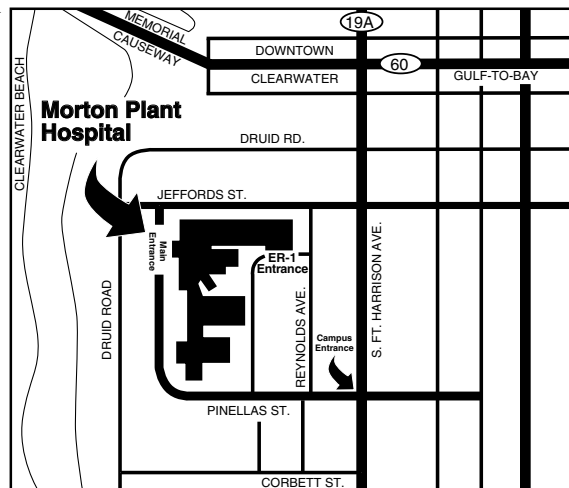 MEMORIAL
CAUSEWAY
19A
DOWNTOWN
60
CLEARWATER
GULF-TO-BAY
CLEARWATER BEACH
Morton Plant
Hospital
DRUID RD.
JEFFORDS ST.
Main
Entrance
ER-1
Entrance
DRUID ROAD
REYNOLDS AVE.
S. FT. HARRISON AVE.
Campus
Entrance
PINELLAS ST.
CORBETT ST.